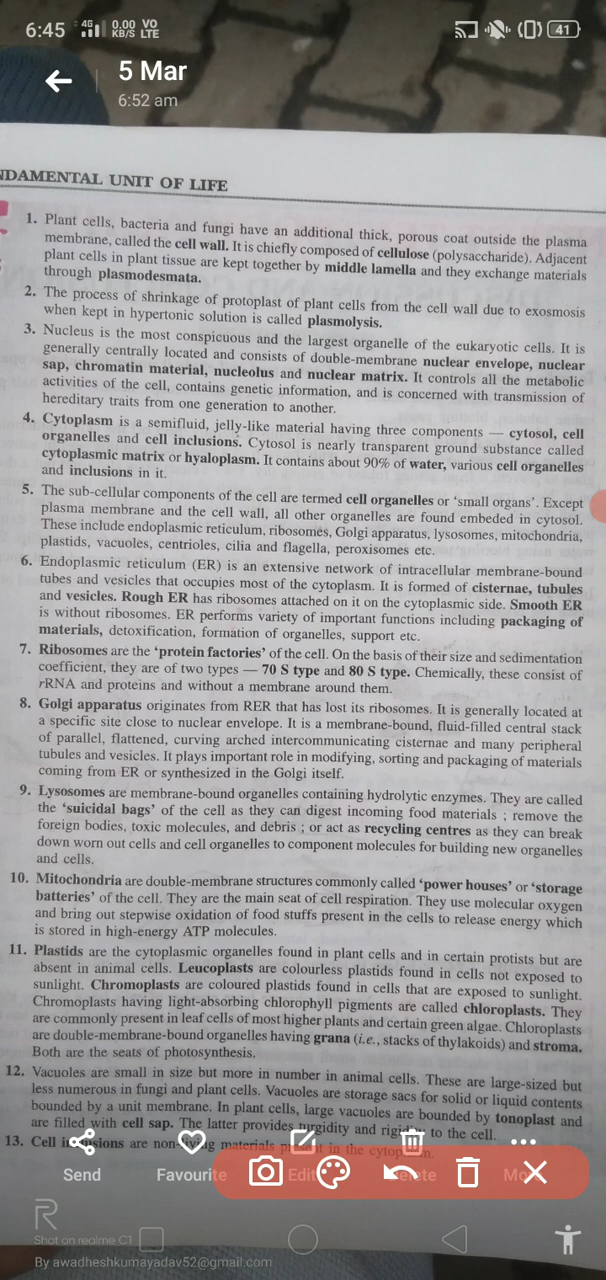 6:45 4G 0.00 KB/S VO LTE 41
5 Mar
6:52 am
NDAMENTAL UNIT OF LIFE
1. Plant cells, bacteria and fungi have an additional thick, porous coat outside the plasma
membrane, called the cell wall. It is chiefly composed of cellulose (polysaccharide). Adjacent
plant cells in plant tissue are kept together by middle lamella and they exchange materials
through plasmodesmata.
2. The process of shrinkage of protoplast of plant cells from the cell wall due to exosmosis
when kept in hypertonic solution is called plasmolysis.
3. Nucleus is the most conspicuous and the largest organelle of the eukaryotic cells. It is
generally centrally located and consists of double-membrane nuclear envelope, nuclear
sap, chromatin material, nucleolus and nuclear matrix. It controls all the metabolic
activities of the cell, contains genetic information, and is concerned with transmission of
hereditary traits from one generation to another.
4. Cytoplasm is a semifluid, jelly-like material having three components — cytosol, cell
organelles and cell inclusions. Cytosol is nearly transparent ground substance called
cytoplasmic matrix or hyaloplasm. It contains about 90% of water, various cell organelles
and inclusions in it.
5. The sub-cellular components of the cell are termed cell organelles or ‘small organs’. Except
plasma membrane and the cell wall, all other organelles are found embeded in cytosol.
These include endoplasmic reticulum, ribosomes, Golgi apparatus, lysosomes, mitochondria,
plastids, vacuoles, centrioles, cilia and flagella, peroxisomes etc.
6. Endoplasmic reticulum (ER) is an extensive network of intracellular membrane-bound
tubes and vesicles that occupies most of the cytoplasm. It is formed of cisternae, tubules
and vesicles. Rough ER has ribosomes attached on it on the cytoplasmic side. Smooth ER
is without ribosomes. ER performs variety of important functions including packaging of
materials, detoxification, formation of organelles, support etc.
7. Ribosomes are the ‘protein factories’ of the cell. On the basis of their size and sedimentation
coefficient, they are of two types — 70 S type and 80 S type. Chemically, these consist of
rRNA and proteins and without a membrane around them.
8. Golgi apparatus originates from RER that has lost its ribosomes. It is generally located at
a specific site close to nuclear envelope. It is a membrane-bound, fluid-filled central stack
of parallel, flattened, curving arched intercommunicating cisternae and many peripheral
tubules and vesicles. It plays important role in modifying, sorting and packaging of materials
coming from ER or synthesized in the Golgi itself.
9. Lysosomes are membrane-bound organelles containing hydrolytic enzymes. They are called
the ‘suicidal bags’ of the cell as they can digest incoming food materials ; remove the
foreign bodies, toxic molecules, and debris ; or act as recycling centres as they can break
down worn out cells and cell organelles to component molecules for building new organelles
and cells.
10. Mitochondria are double-membrane structures commonly called ‘power houses’ or ‘storage
batteries’ of the cell. They are the main seat of cell respiration. They use molecular oxygen
and bring out stepwise oxidation of food stuffs present in the cells to release energy which
is stored in high-energy ATP molecules.
11. Plastids are the cytoplasmic organelles found in plant cells and in certain protists but are
absent in animal cells. Leucoplasts are colourless plastids found in cells not exposed to
sunlight. Chromoplasts are coloured plastids found in cells that are exposed to sunlight.
Chromoplasts having light-absorbing chlorophyll pigments are called chloroplasts. They
are commonly present in leaf cells of most higher plants and certain green algae. Chloroplasts
are double-membrane-bound organelles having grana (i.e., stacks of thylakoids) and stroma.
Both are the seats of photosynthesis.
12. Vacuoles are small in size but more in number in animal cells. These are large-sized but
less numerous in fungi and plant cells. Vacuoles are storage sacs for solid or liquid contents
bounded by a unit membrane. In plant cells, large vacuoles are bounded by tonoplast and
are filled with cell sap. The latter provides turgidity and rigidity to the cell.
13. Cell inclusions are non-living materials present in the cytoplasm.
Send Favourite Edit Delete More
R
Shot on realme C1
By awadheshkumayadav52@gmail.com